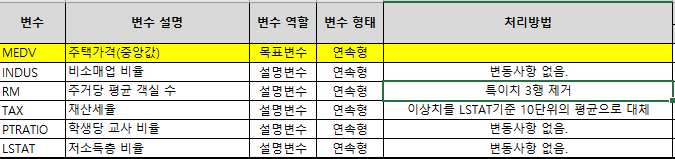 변수 변수 설명 변수 역할 변수 형태 처리방법
MEDV 주택가격(중앙값) 목표변수 연속형
INDUS 비소매업 비율 설명변수 연속형 변동사항 없음.
RM 주거당 평균 객실 수 설명변수 연속형 특이치 3행 제거
TAX 재산세율 설명변수 연속형 이상치를 LSTAT기준 10단위의 평균으로 대체
PTRATIO 학생당 교사 비율 설명변수 연속형 변동사항 없음.
LSTAT 저소득층 비율 설명변수 연속형 변동사항 없음.